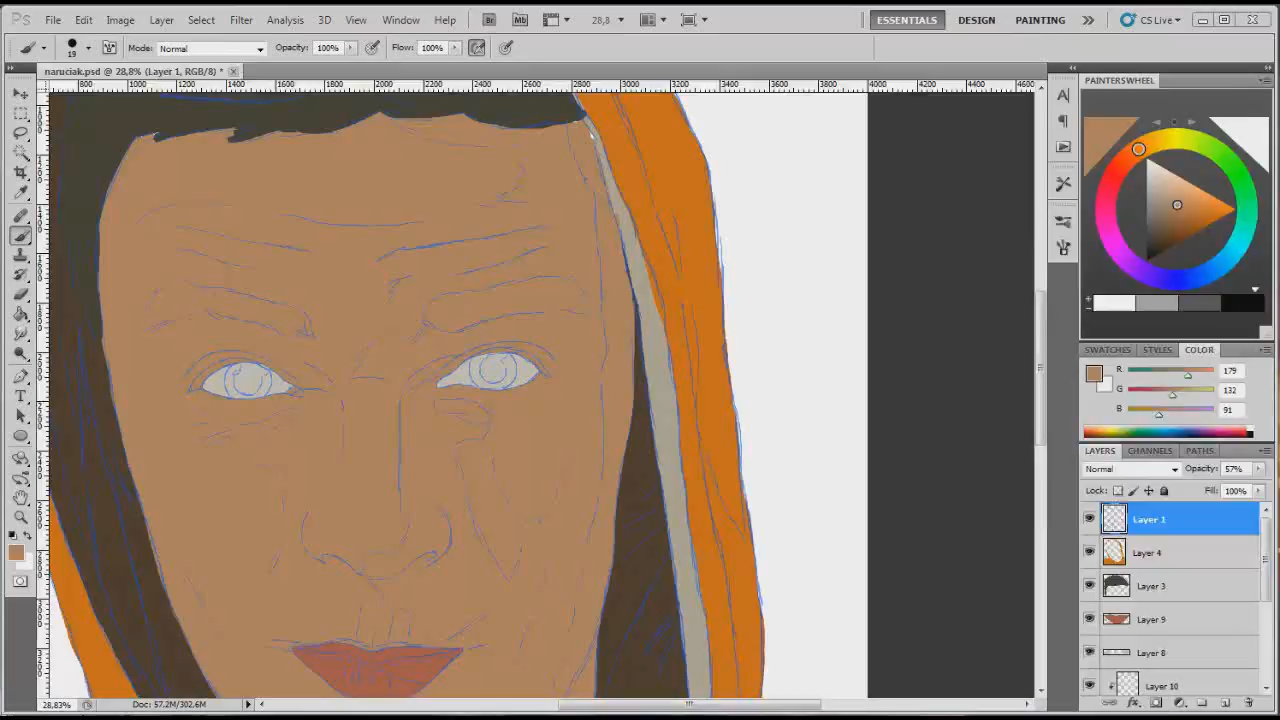 Ps File Edit Image Layer Select Filter Analysis 3D View Window Help Br Mb 28,8 ESSENTIALS DESIGN PAINTING CS Live
19 Mode: Normal Opacity: 100% Flow: 100%
naruciak.psd @ 28,8% (Layer 1, RGB/8) *
800 1000 1200 1400 1600 1800 2000 2200 2400 2600 2800 3000 3200 3400 3600 3800 4000 4200 4400 4600
PAINTERSWHEEL
SWATCHES STYLES COLOR
R 179
G 132
B 91
LAYERS CHANNELS PATHS
Normal Opacity: 57%
Lock: Fill: 100%
Layer 1
Layer 4
Layer 3
Layer 9
Layer 8
Layer 10
28,83% Doc: 57.2M/302.6M